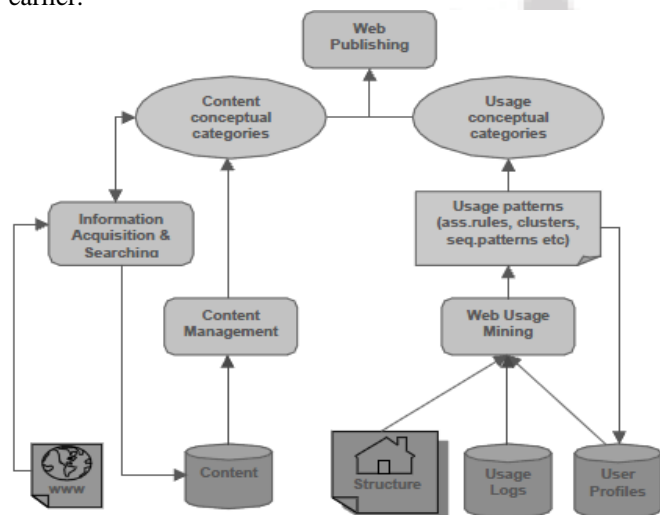 earlier.
Web
Publishing
Content
conceptual
categories
Usage
conceptual
categories
Information
Acquisition &
Searching
Usage patterns
(ass.rules, clusters,
seq.patterns etc)
Content
Management
Web Usage
Mining
www
Content
Structure
Usage
Logs
User
Profiles